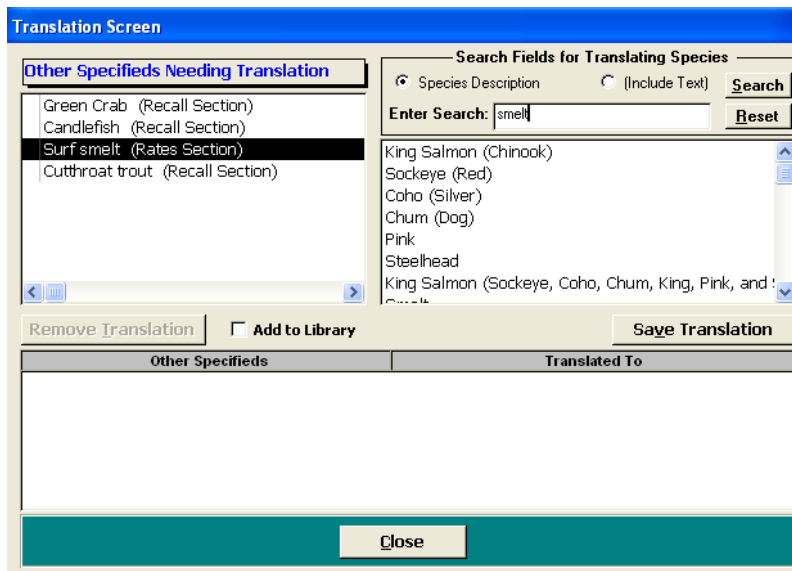 Translation Screen
Other Specifieds Needing Translation
Green Crab (Recall Section)
Candlefish (Recall Section)
Surf smelt (Rates Section)
Cutthroat trout (Recall Section)
Search Fields for Translating Species
Species Description
(Include Text)
Search
Enter Search: smelt
Reset
King Salmon (Chinook)
Sockeye (Red)
Coho (Silver)
Chum (Dog)
Pink
Steelhead
King Salmon (Sockeye, Coho, Chum, King, Pink, and
Remove Translation
Add to Library
Save Translation
Other Specifieds
Translated To
Close